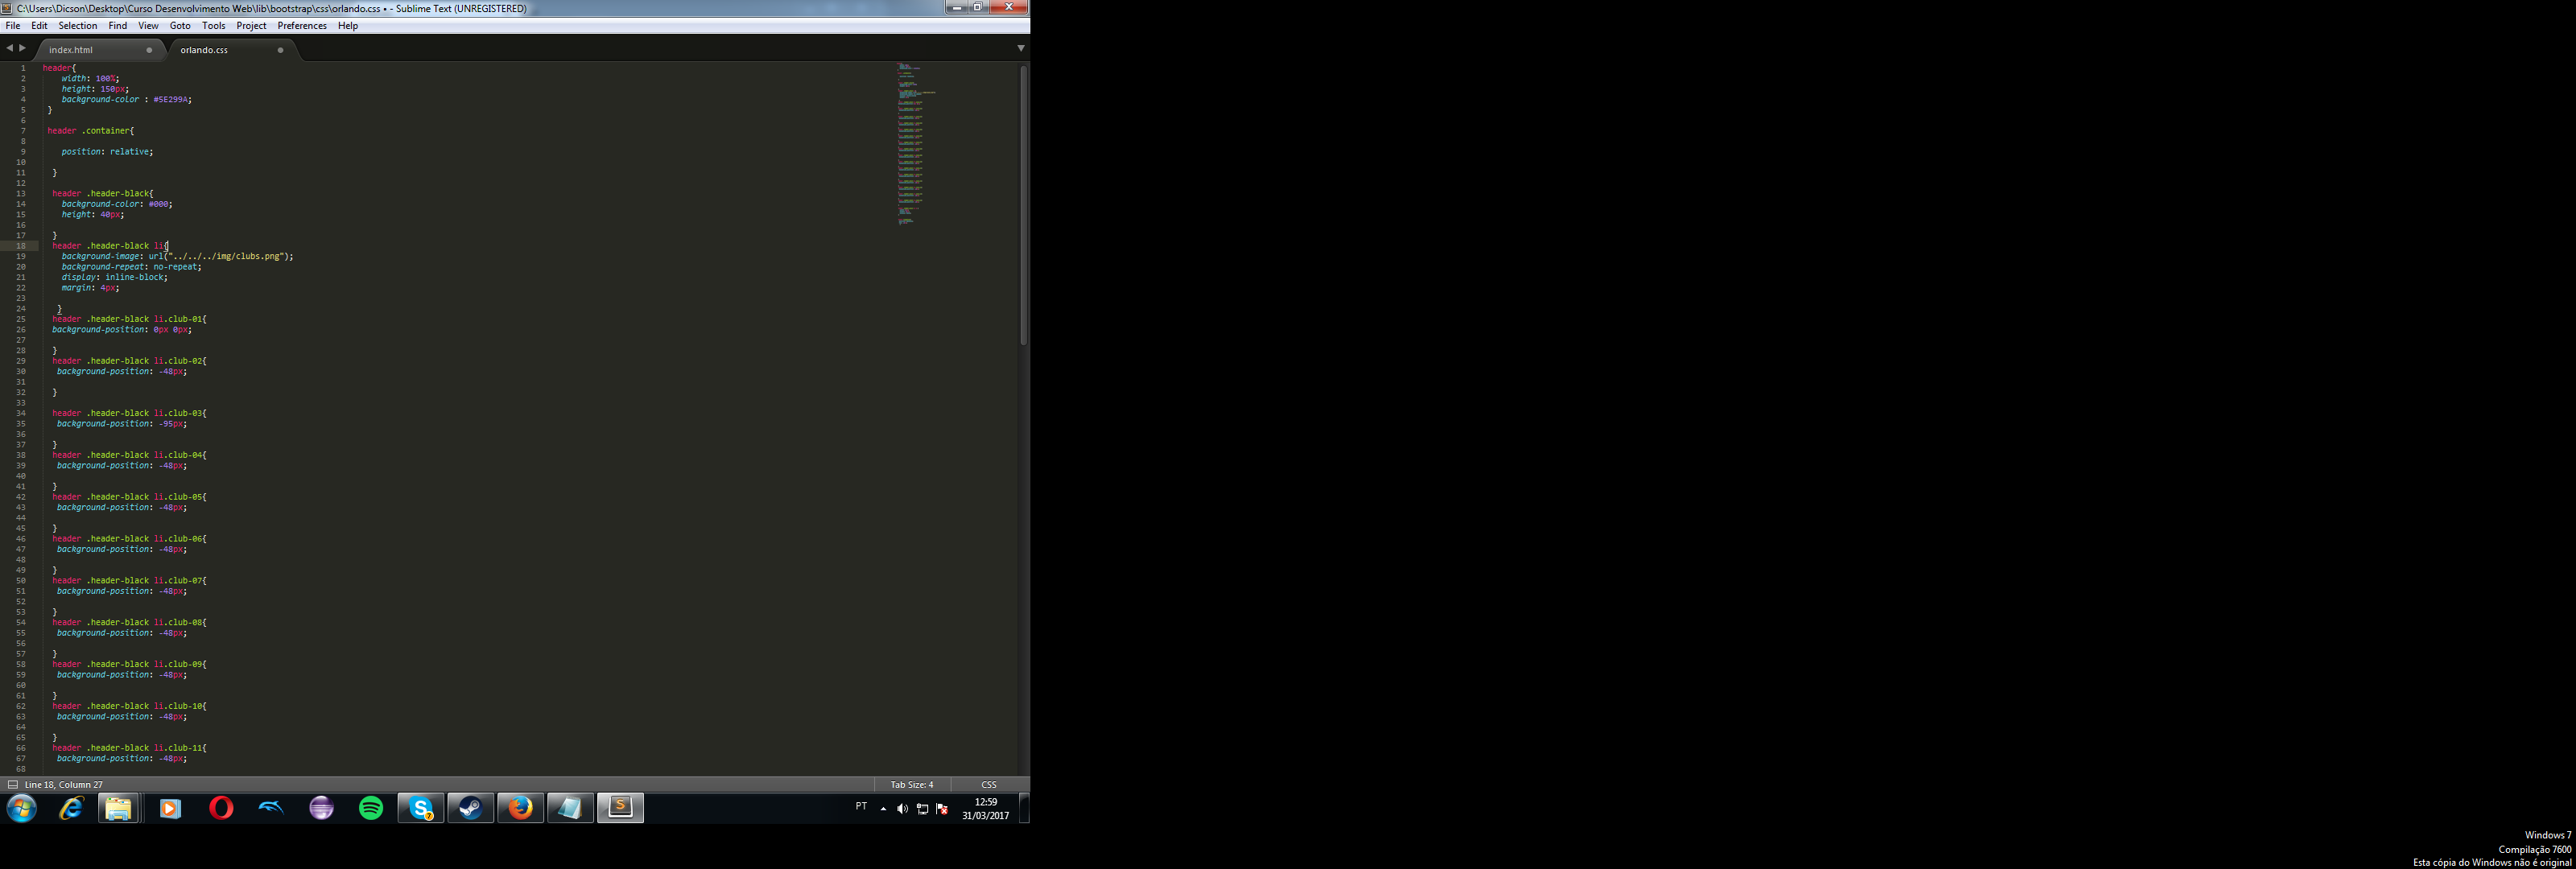 C:\Users\Dicson\Desktop\Curso Desenvolvimento Web\lib\bootstrap\css\orlando.css • - Sublime Text (UNREGISTERED)
File Edit Selection Find View Goto Tools Project Preferences Help
index.html orlando.css
1 header{
2 width: 100%;
3 height: 150px;
4 background-color : #5E299A;
5 }
6
7 header .container{
8
9 position: relative;
10
11 }
12
13 header .header-black{
14 background-color: #000;
15 height: 40px;
16
17 }
18 header .header-black li{
19 background-image: url("../../../img/clubs.png");
20 background-repeat: no-repeat;
21 display: inline-block;
22 margin: 4px;
23
24 }
25 header .header-black li.club-01{
26 background-position: 0px 0px;
27
28 }
29 header .header-black li.club-02{
30 background-position: -48px;
31
32 }
33
34 header .header-black li.club-03{
35 background-position: -95px;
36
37 }
38 header .header-black li.club-04{
39 background-position: -48px;
40
41 }
42 header .header-black li.club-05{
43 background-position: -48px;
44
45 }
46 header .header-black li.club-06{
47 background-position: -48px;
48
49 }
50 header .header-black li.club-07{
51 background-position: -48px;
52
53 }
54 header .header-black li.club-08{
55 background-position: -48px;
56
57 }
58 header .header-black li.club-09{
59 background-position: -48px;
60
61 }
62 header .header-black li.club-10{
63 background-position: -48px;
64
65 }
66 header .header-black li.club-11{
67 background-position: -48px;
68
Line 18, Column 27 Tab Size: 4 CSS
PT 12:59
31/03/2017
Windows 7
Compilação 7600
Esta cópia do Windows não é original